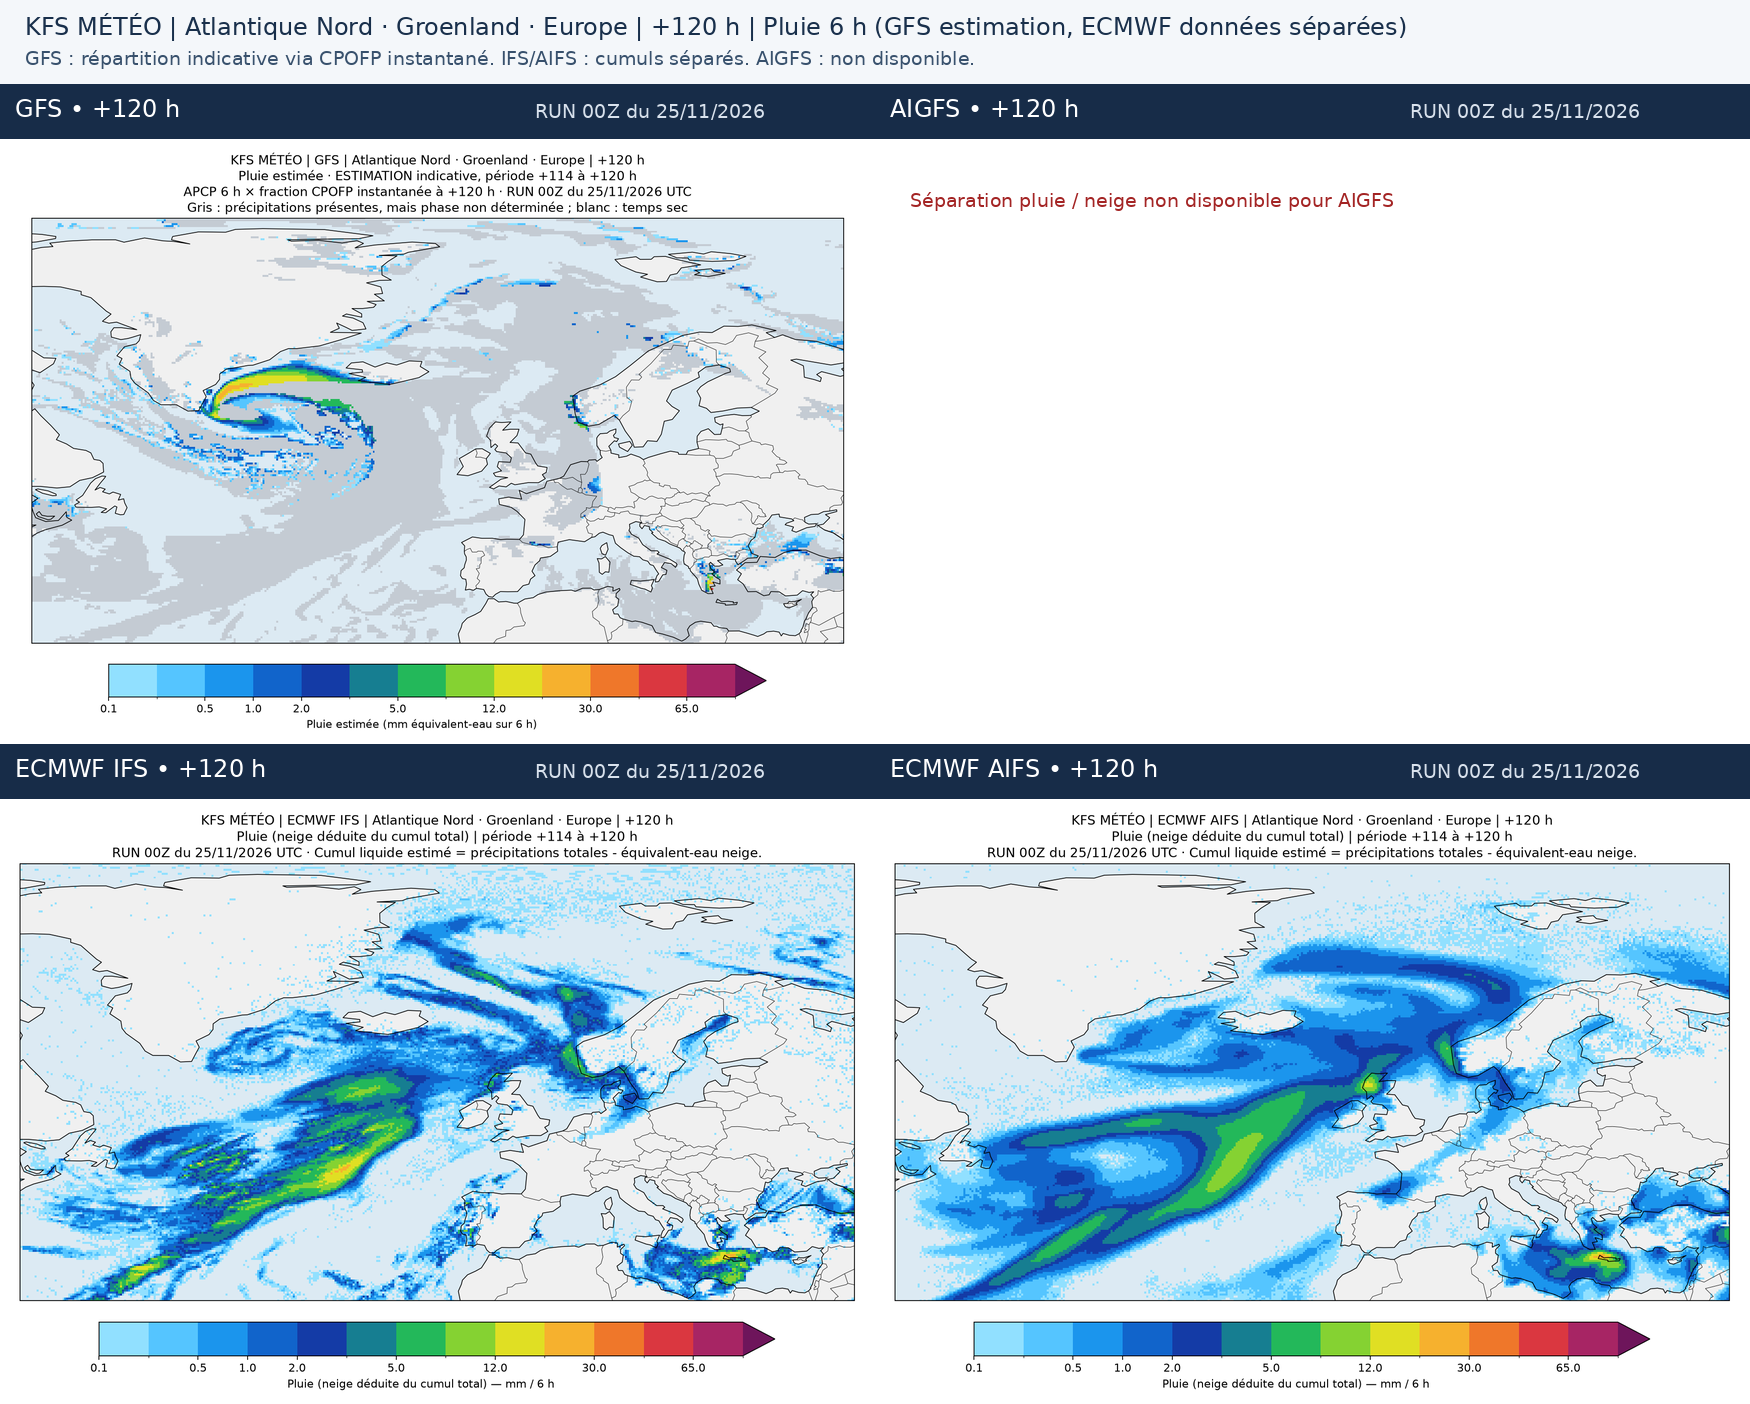 KFS MÉTÉO | Atlantique Nord · Groenland · Europe | +120 h | Pluie 6 h (GFS estimation, ECMWF données séparées)
GFS : répartition indicative via CPOFP instantané. IFS/AIFS : cumuls séparés. AIGFS : non disponible.
GFS • +120 h
RUN 00Z du 25/11/2026
AIGFS • +120 h
RUN 00Z du 25/11/2026
KFS MÉTÉO | GFS | Atlantique Nord · Groenland · Europe | +120 h
Pluie estimée · ESTIMATION indicative, période +114 à +120 h
APCP 6 h × fraction CPOFP instantanée à +120 h · RUN 00Z du 25/11/2026 UTC
Gris : précipitations présentes, mais phase non déterminée ; blanc : temps sec
Séparation pluie / neige non disponible pour AIGFS
0.1 0.5 1.0 2.0 5.0 12.0 30.0 65.0
Pluie estimée (mm équivalent-eau sur 6 h)
ECMWF IFS • +120 h
RUN 00Z du 25/11/2026
ECMWF AIFS • +120 h
RUN 00Z du 25/11/2026
KFS MÉTÉO | ECMWF IFS | Atlantique Nord · Groenland · Europe | +120 h
Pluie (neige déduite du cumul total) | période +114 à +120 h
RUN 00Z du 25/11/2026 UTC · Cumul liquide estimé = précipitations totales - équivalent-eau neige.
0.1 0.5 1.0 2.0 5.0 12.0 30.0 65.0
Pluie (neige déduite du cumul total) — mm / 6 h
KFS MÉTÉO | ECMWF AIFS | Atlantique Nord · Groenland · Europe | +120 h
Pluie (neige déduite du cumul total) | période +114 à +120 h
RUN 00Z du 25/11/2026 UTC · Cumul liquide estimé = précipitations totales - équivalent-eau neige.
0.1 0.5 1.0 2.0 5.0 12.0 30.0 65.0
Pluie (neige déduite du cumul total) — mm / 6 h